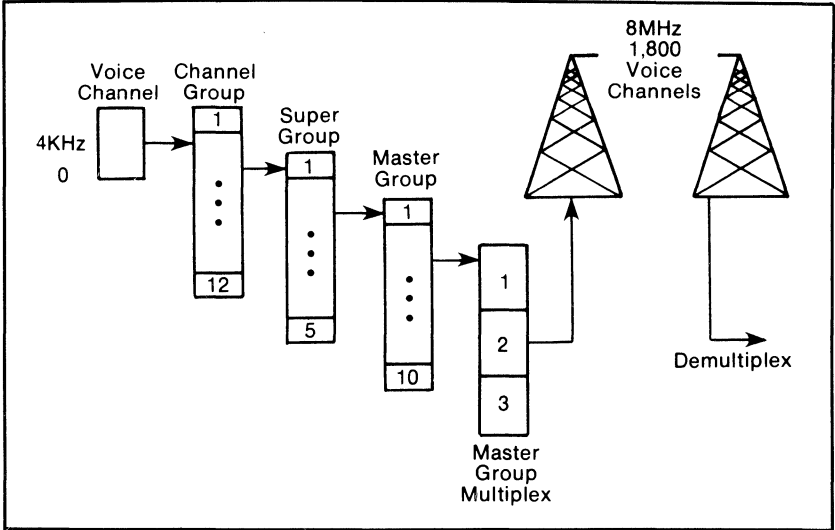 Voice
Channel
4KHz
0
Channel
Group
1
12
Super
Group
1
5
Master
Group
1
10
1
2
3
Master
Group
Multiplex
8MHz
1,800
Voice
Channels
Demultiplex